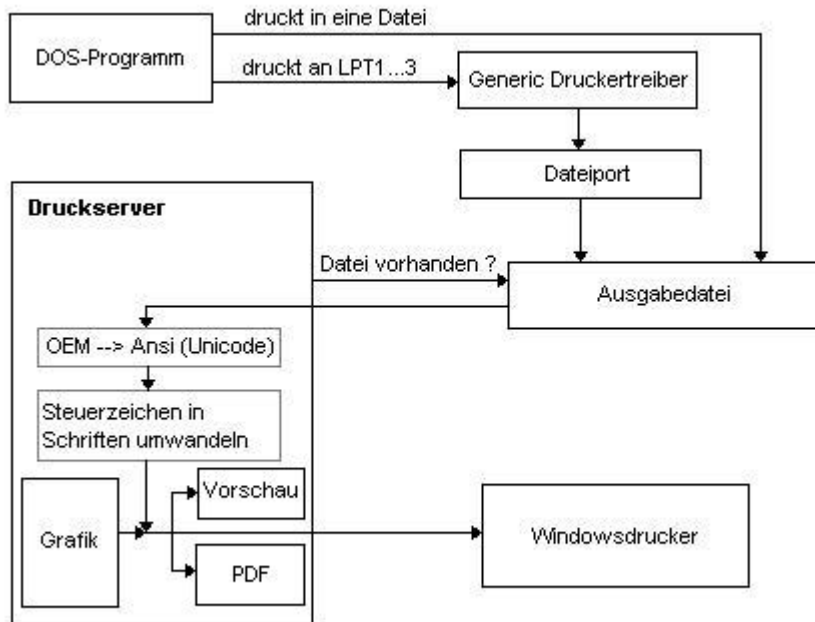 druckt in eine Datei
DOS-Programm
druckt an LPT1...3
Generic Druckertreiber
Dateiport
Druckserver
Datei vorhanden ?
Ausgabedatei
OEM --> Ansi (Unicode)
Steuerzeichen in
Schriften umwandeln
Vorschau
Grafik
Windowsdrucker
PDF